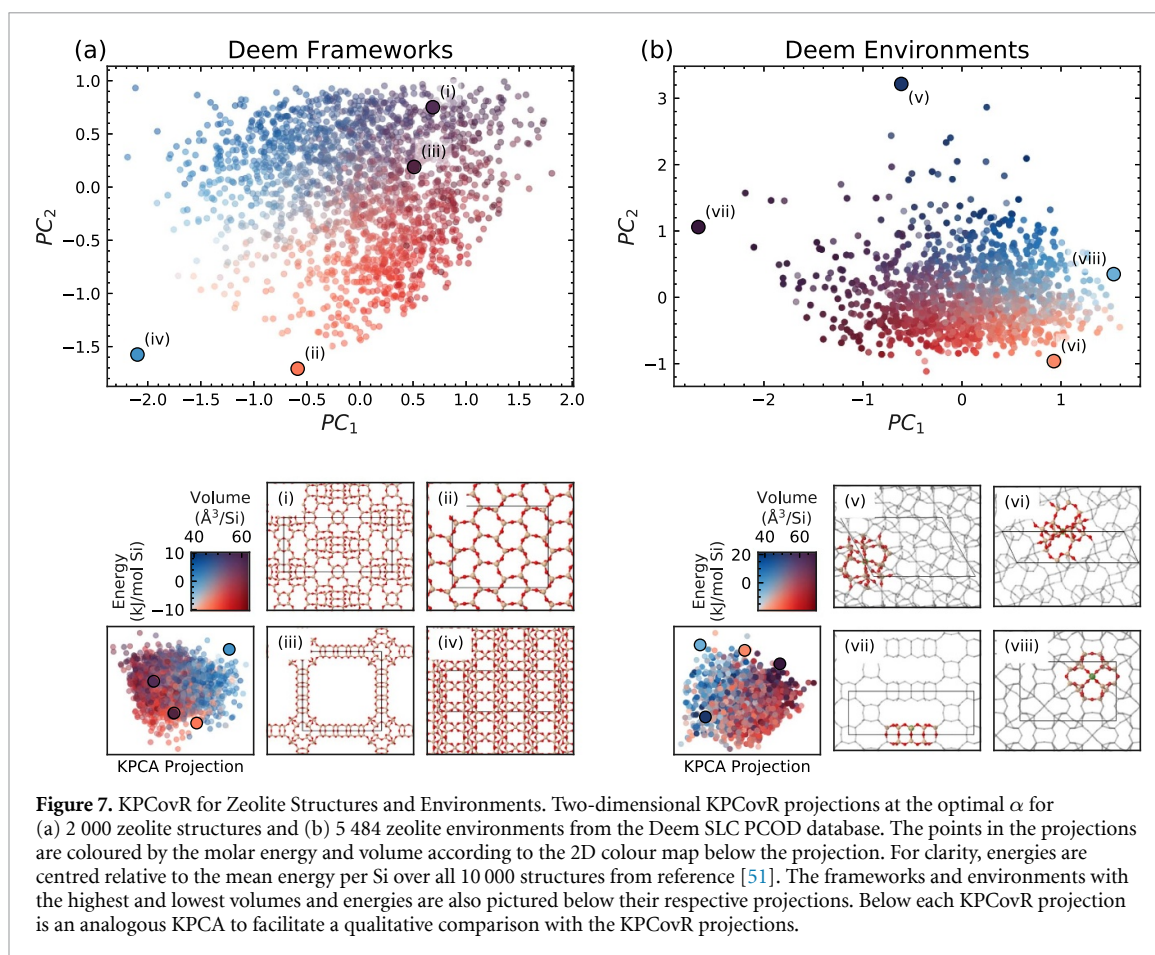 (a) Deem Frameworks
1.0
0.5
0.0
−0.5
−1.0
−1.5
PC2
(i)
(iii)
(iv)
(ii)
−2.0 −1.5 −1.0 −0.5 0.0 0.5 1.0 1.5 2.0
PC1
(b) Deem Environments
3
2
1
0
−1
PC2
(v)
(vii)
(viii)
(vi)
−2 −1 0 1
PC1
Volume
(Å³/Si)
40 60
Energy
(kJ/mol Si)
10
0
−10
(i)
(ii)
(iii)
(iv)
KPCA Projection
Volume
(Å³/Si)
40 60
Energy
(kJ/mol Si)
20
0
(v)
(vi)
(vii)
(viii)
KPCA Projection
Figure 7. KPCovR for Zeolite Structures and Environments. Two-dimensional KPCovR projections at the optimal α for
(a) 2 000 zeolite structures and (b) 5 484 zeolite environments from the Deem SLC PCOD database. The points in the projections
are coloured by the molar energy and volume according to the 2D colour map below the projection. For clarity, energies are
centred relative to the mean energy per Si over all 10 000 structures from reference [51]. The frameworks and environments with
the highest and lowest volumes and energies are also pictured below their respective projections. Below each KPCovR projection
is an analogous KPCA to facilitate a qualitative comparison with the KPCovR projections.